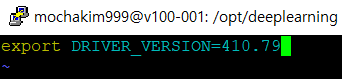 mochakim999@v100-001: /opt/deeplearning
export DRIVER_VERSION=410.79
~